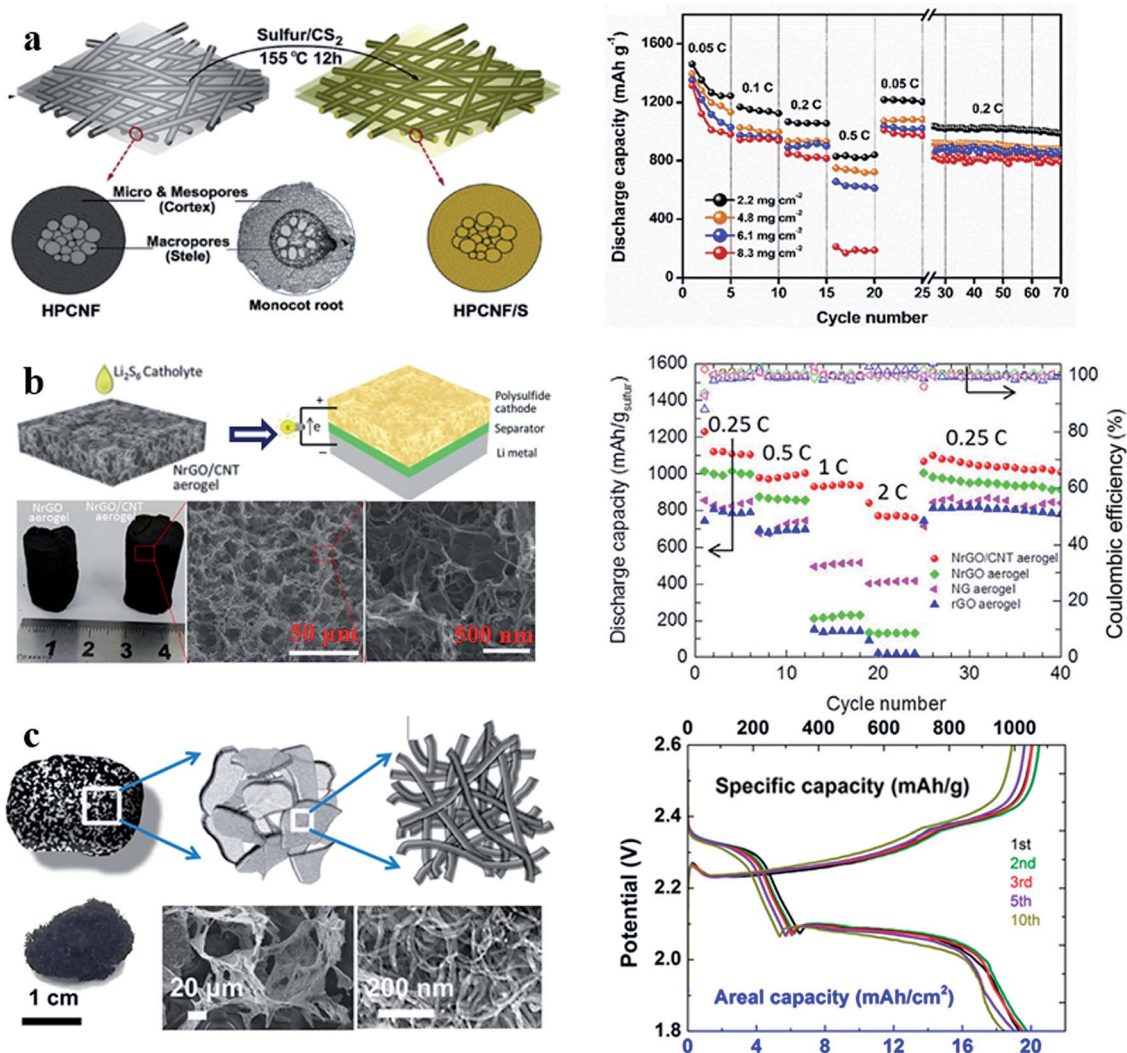 a
Sulfur/CS2
155 °C 12h
Micro & Mesopores
(Cortex)
Macropores
(Stele)
HPCNF
Monocot root
HPCNF/S
Discharge capacity (mAh g-1)
1600
1200
800
400
0
0.05 C
0.1 C
0.2 C
0.5 C
0.05 C
0.2 C
2.2 mg cm-2
4.8 mg cm-2
6.1 mg cm-2
8.3 mg cm-2
0 5 10 15 20 25 30 40 50 60 70
Cycle number
b
Li2S6 Catholyte
NrGO/CNT
aerogel
+
e
−
Polysulfide
cathode
Separator
Li metal
NrGO
aerogel
NrGO/CNT
aerogel
1 2 3 4
50 μm
500 nm
Discharge capacity (mAh/gsulfur)
1600
1400
1200
1000
800
600
400
200
0
0.25 C
0.5 C
1 C
2 C
0.25 C
NrGO/CNT aerogel
NrGO aerogel
NG aerogel
rGO aerogel
100
80
60
40
20
0
Coulombic efficiency (%)
0 6 12 18 24 30 36 40
Cycle number
c
1 cm
20 μm
200 nm
0 200 400 600 800 1000
Specific capacity (mAh/g)
Potential (V)
2.6
2.4
2.2
2.0
1.8
1st
2nd
3rd
5th
10th
Areal capacity (mAh/cm2)
0 4 8 12 16 20